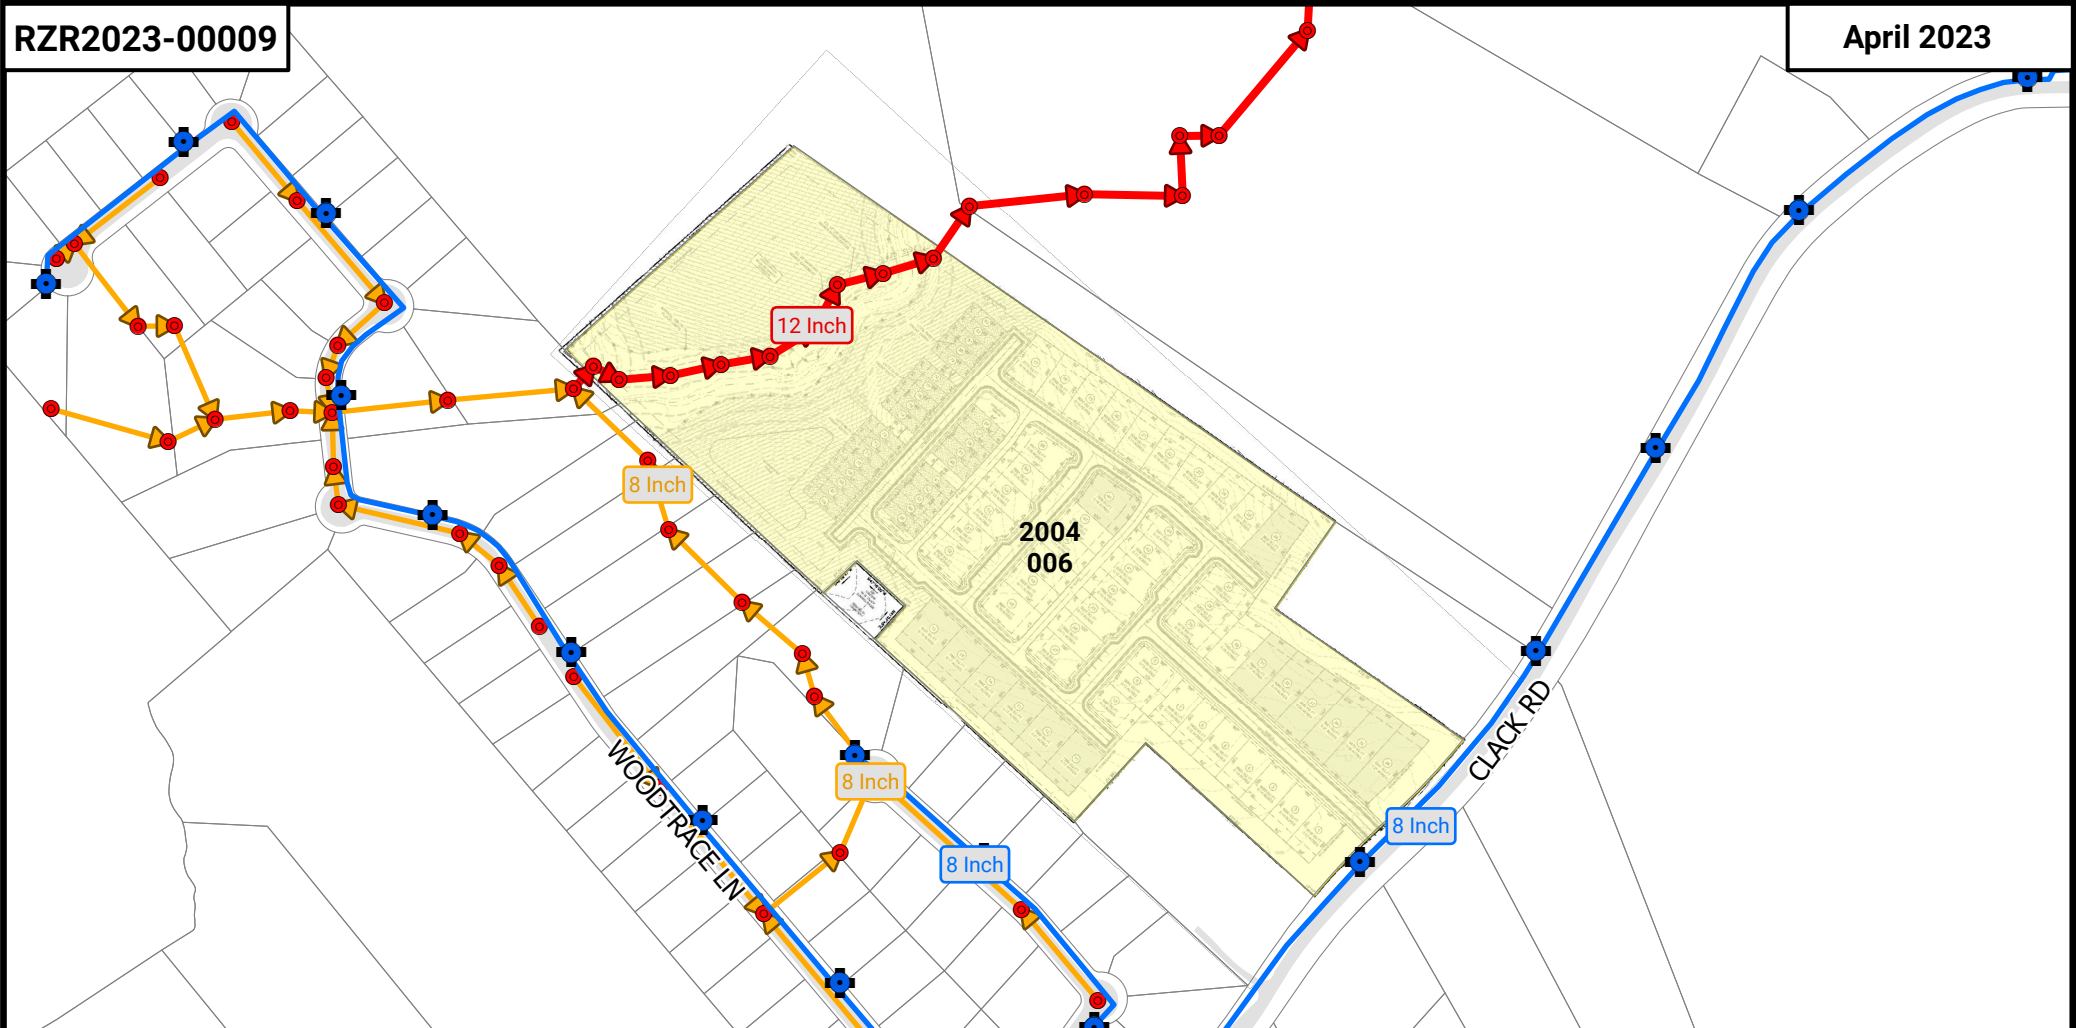 RZR2023-00009
April 2023
12 Inch
8 Inch
2004
006
CLACK RD
WOODTRACE LN
8 Inch
8 Inch
8 Inch